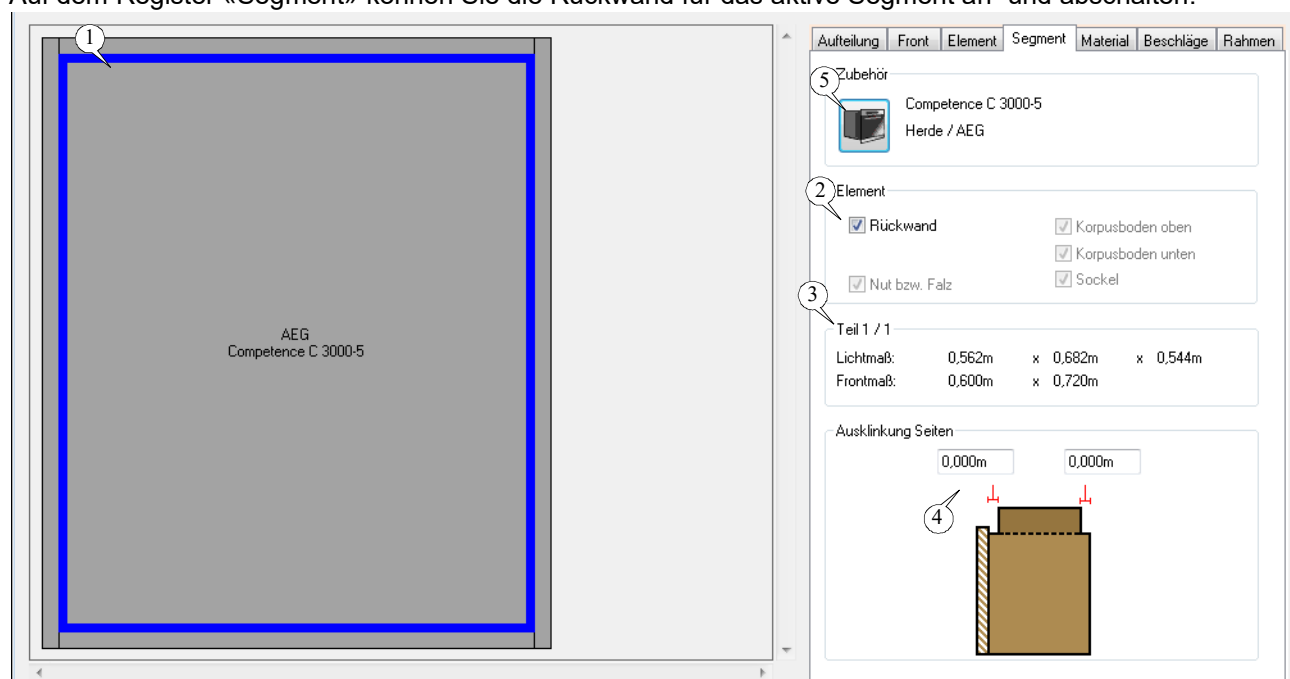 Auf dem Register «Segment» können Sie die Rückwand für das aktive Segment an- und abschalten.
1
Aufteilung Front Element Segment Material Beschläge Rahmen
Zubehör
5
Competence C 3000-5
Herde / AEG
2
Element
Rückwand
Korpusboden oben
Korpusboden unten
Nut bzw. Falz
Sockel
3
Teil 1 / 1
Lichtmaß: 0,562m x 0,682m x 0,544m
Frontmaß: 0,600m x 0,720m
AEG
Competence C 3000-5
Ausklinkung Seiten
0,000m 0,000m
4